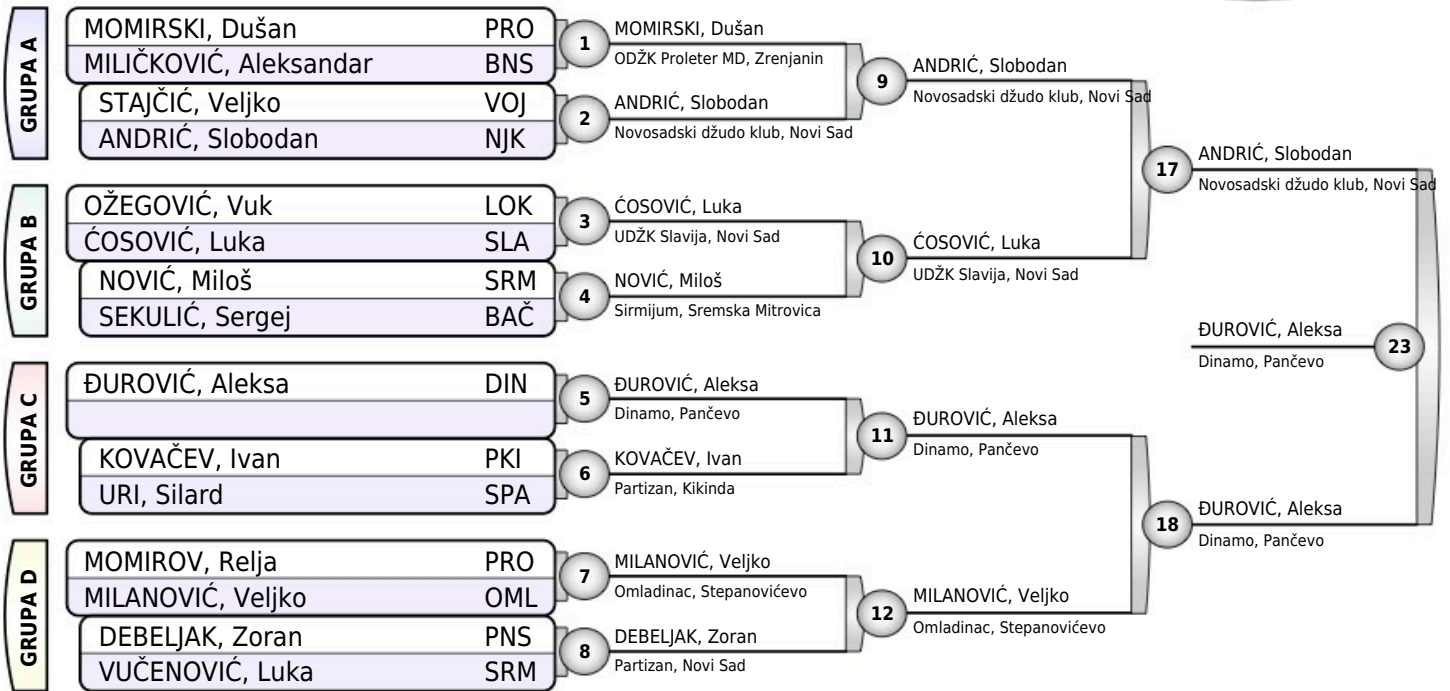 GRUPA A
MOMIRSKI, Dušan PRO
MILIČKOVIĆ, Aleksandar BNS
STAJČIĆ, Veljko VOJ
ANDRIĆ, Slobodan NJK
GRUPA B
OŽEGOVIĆ, Vuk LOK
ĆOSOVIĆ, Luka SLA
NOVIĆ, Miloš SRM
SEKULIĆ, Sergej BAČ
GRUPA C
ĐUROVIĆ, Aleksa DIN
KOVAČEV, Ivan PKI
URI, Silard SPA
GRUPA D
MOMIROV, Relja PRO
MILANOVIĆ, Veljko OML
DEBELJAK, Zoran PNS
VUČENOVIĆ, Luka SRM
1 MOMIRSKI, Dušan
ODŽK Proleter MD, Zrenjanin
2 ANDRIĆ, Slobodan
Novosadski džudo klub, Novi Sad
3 ĆOSOVIĆ, Luka
UDŽK Slavija, Novi Sad
4 NOVIĆ, Miloš
Sirmijum, Sremska Mitrovica
5 ĐUROVIĆ, Aleksa
Dinamo, Pančevo
6 KOVAČEV, Ivan
Partizan, Kikinda
7 MILANOVIĆ, Veljko
Omladinac, Stepanovićevo
8 DEBELJAK, Zoran
Partizan, Novi Sad
9 ANDRIĆ, Slobodan
Novosadski džudo klub, Novi Sad
10 ĆOSOVIĆ, Luka
UDŽK Slavija, Novi Sad
11 ĐUROVIĆ, Aleksa
Dinamo, Pančevo
12 MILANOVIĆ, Veljko
Omladinac, Stepanovićevo
17 ANDRIĆ, Slobodan
Novosadski džudo klub, Novi Sad
18 ĐUROVIĆ, Aleksa
Dinamo, Pančevo
ĐUROVIĆ, Aleksa 23
Dinamo, Pančevo